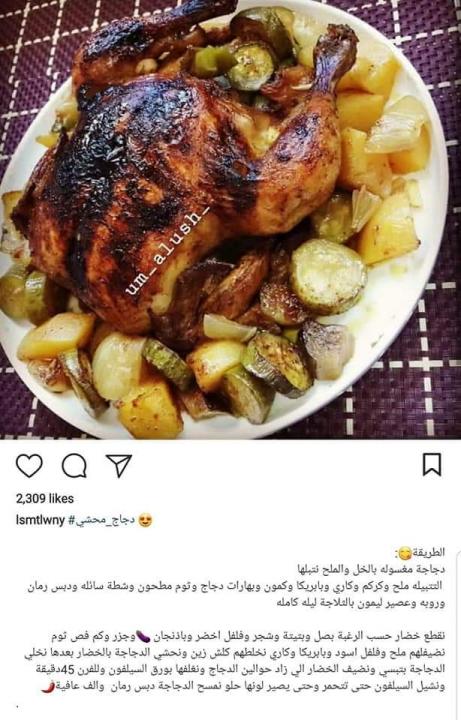 um_alush_
2,309 likes
lsmtlwny #دجاج_محشي 😍
الطريقة😋:
دجاجة مغسوله بالخل والملح نتبلها
التتبيله ملح وكركم وكاري وبابريكا وكمون وبهارات دجاج وثوم مطحون وشطة سائله ودبس رمان
وروبه وعصير ليمون بالثلاجة ليله كامله
نقطع خضار حسب الرغبة بصل وبتيتة وشجر وفلفل اخضر وباذنجان 🍆وجزر وكم فص ثوم
نضيفلهم ملح وفلفل اسود وبابريكا وكاري نخلطهم كلش زين ونحشي الدجاجة بالخضار بعدها نخلي
الدجاجة بتبسي ونضيف الخضار الي زاد حوالين الدجاج ونغلفها بورق السيلفون وللفرن 45دقيقة
ونشيل السيلفون حتى تتحمر وحتى يصير لونها حلو نمسح الدجاجة دبس رمان  والف عافية🌶️
.